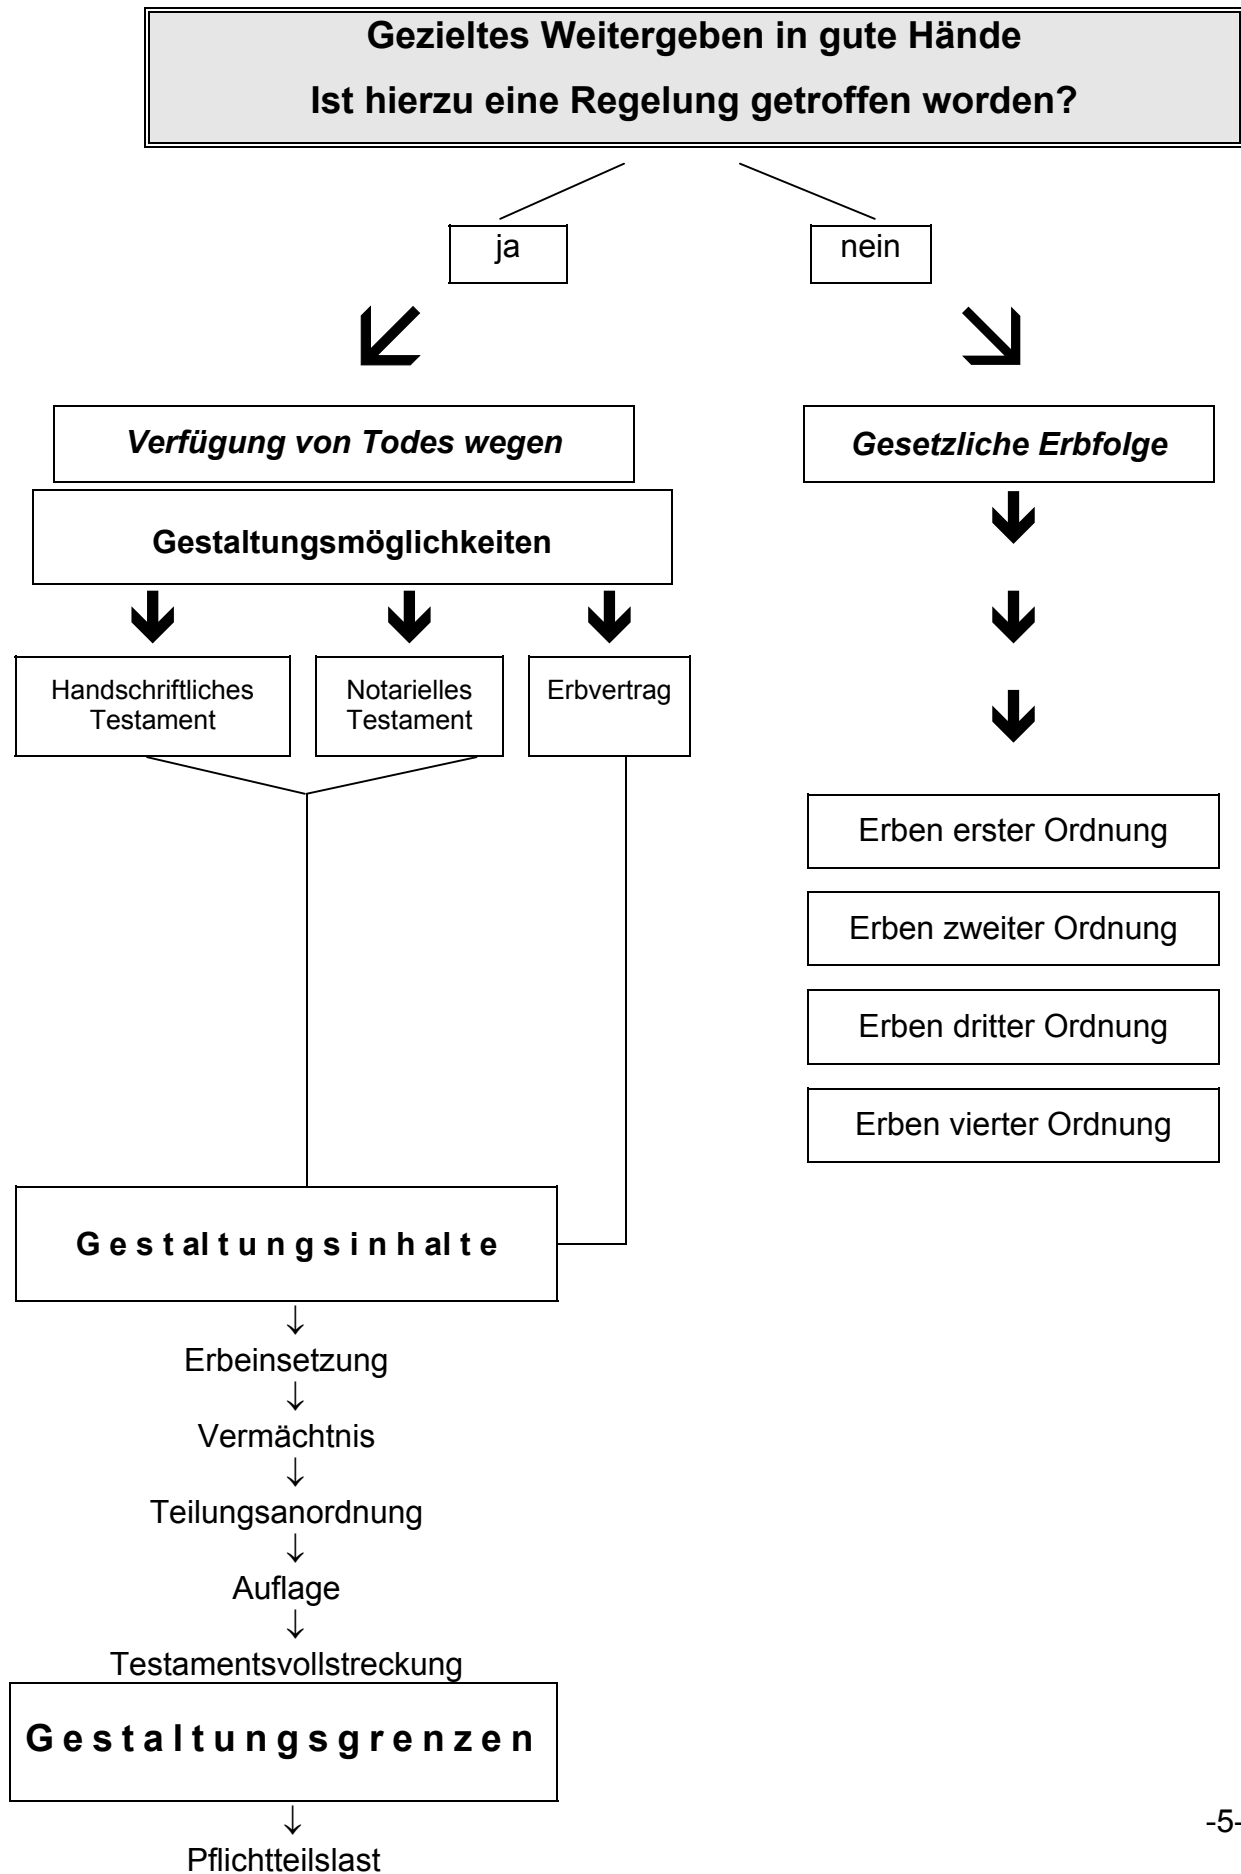 Gezieltes Weitergeben in gute Hände
Ist hierzu eine Regelung getroffen worden?
ja
nein
Verfügung von Todes wegen
Gesetzliche Erbfolge
Gestaltungsmöglichkeiten
Handschriftliches
Testament
Notarielles
Testament
Erbvertrag
Erben erster Ordnung
Erben zweiter Ordnung
Erben dritter Ordnung
Erben vierter Ordnung
Gestaltungsinhalte
↓
Erbeinsetzung
↓
Vermächtnis
↓
Teilungsanordnung
↓
Auflage
↓
Testamentsvollstreckung
Gestaltungsgrenzen
↓
Pflichtteilslast
-5-